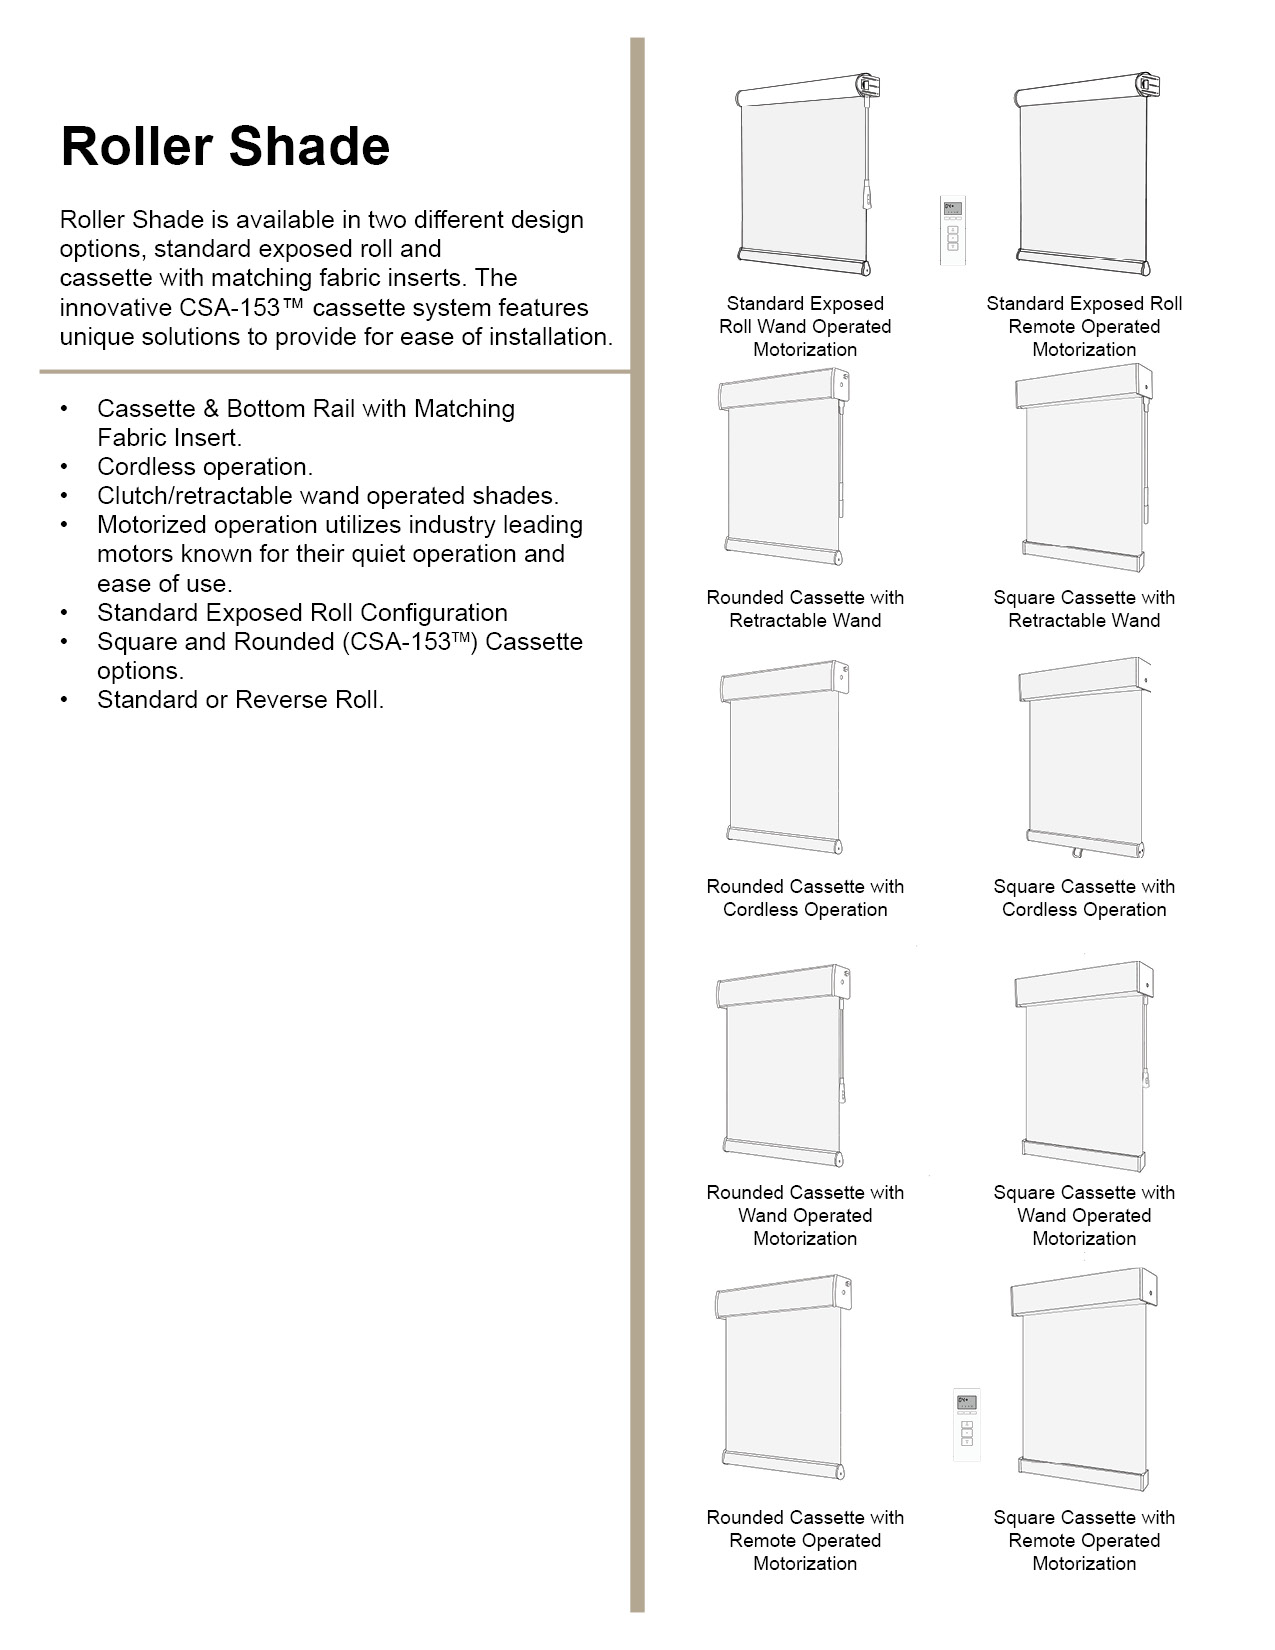 Roller Shade
Roller Shade is available in two different design
options, standard exposed roll and
cassette with matching fabric inserts. The
innovative CSA-153™ cassette system features
unique solutions to provide for ease of installation.
• Cassette & Bottom Rail with Matching
Fabric Insert.
• Cordless operation.
• Clutch/retractable wand operated shades.
• Motorized operation utilizes industry leading
motors known for their quiet operation and
ease of use.
• Standard Exposed Roll Configuration
• Square and Rounded (CSA-153™) Cassette
options.
• Standard or Reverse Roll.
Standard Exposed
Roll Wand Operated
Motorization
Standard Exposed Roll
Remote Operated
Motorization
Rounded Cassette with
Retractable Wand
Square Cassette with
Retractable Wand
Rounded Cassette with
Cordless Operation
Square Cassette with
Cordless Operation
Rounded Cassette with
Wand Operated
Motorization
Square Cassette with
Wand Operated
Motorization
Rounded Cassette with
Remote Operated
Motorization
Square Cassette with
Remote Operated
Motorization